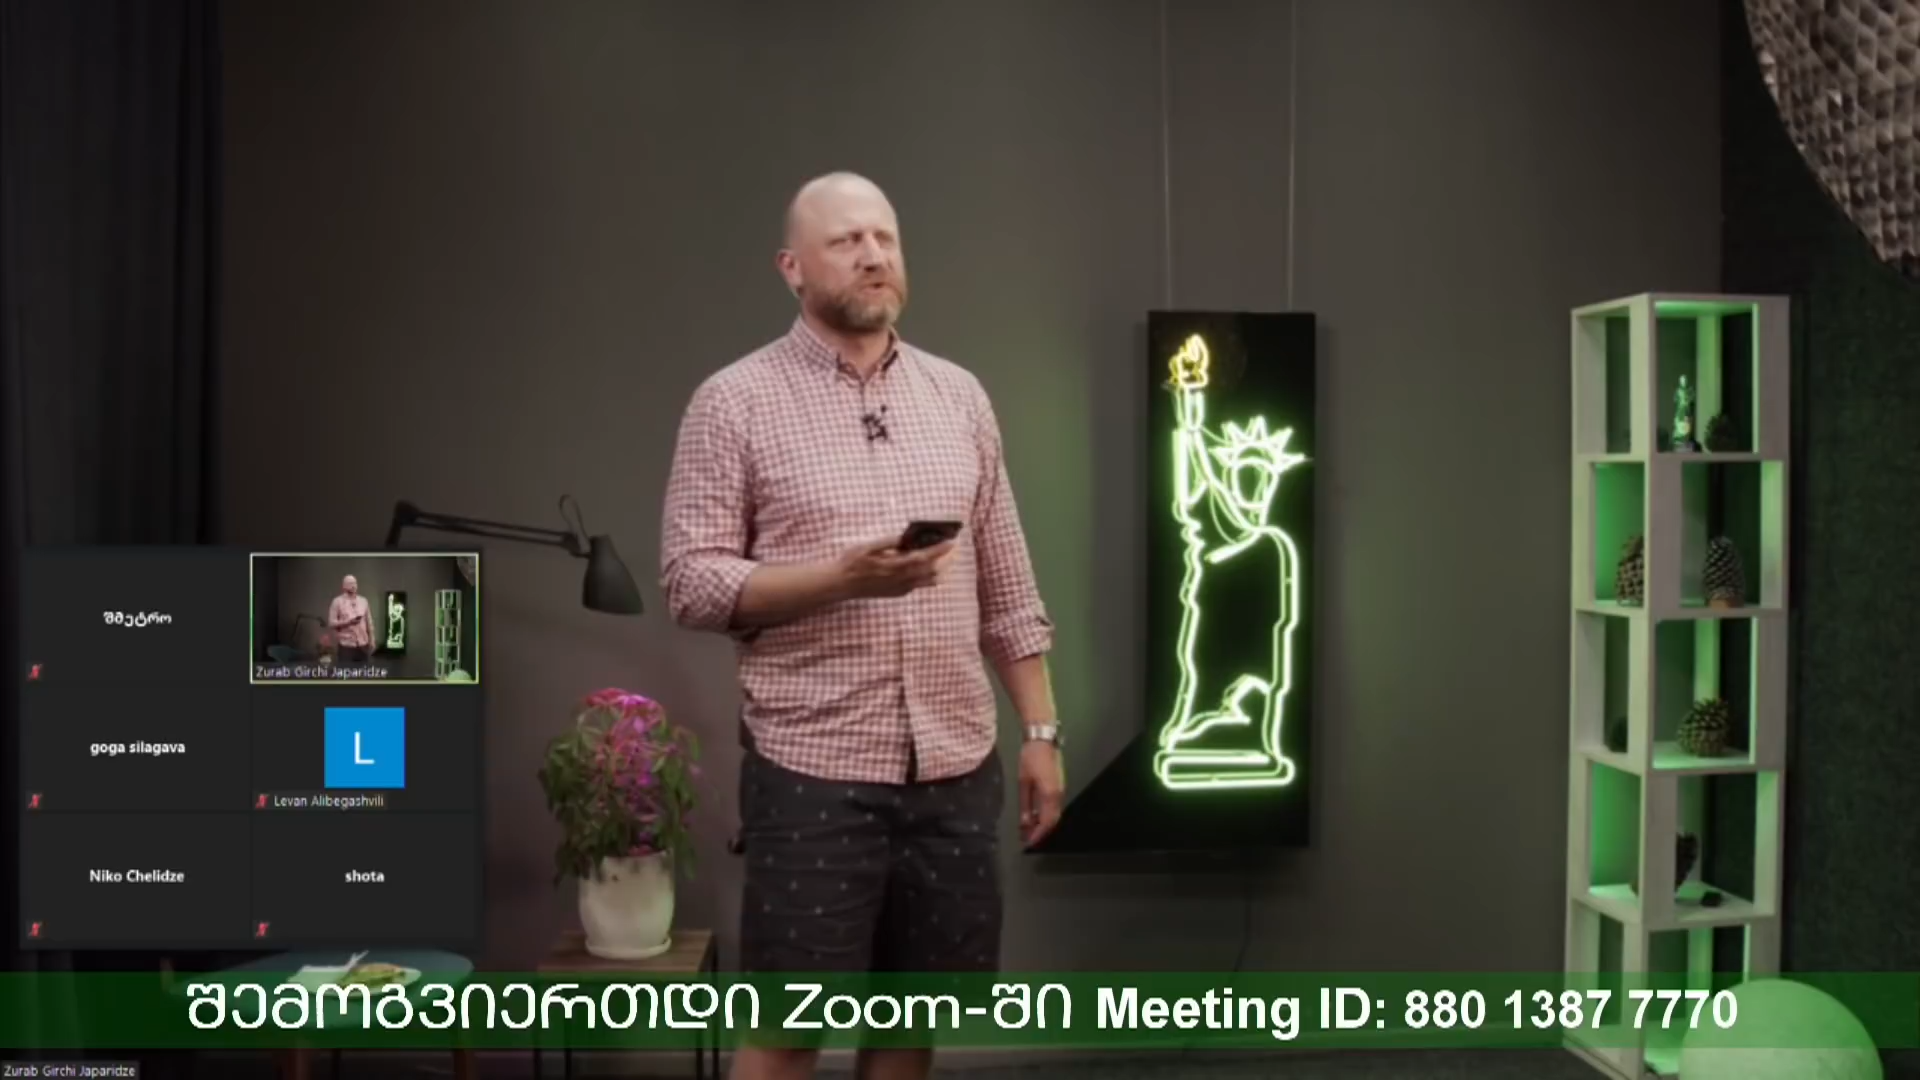 შმეტრო
Zurab Girchi Japaridze
goga silagava
L
Levan Alibegashvili
Niko Chelidze
shota
შემოგვიერთდი Zoom-ში Meeting ID: 880 1387 7770
Zurab Girchi Japaridze